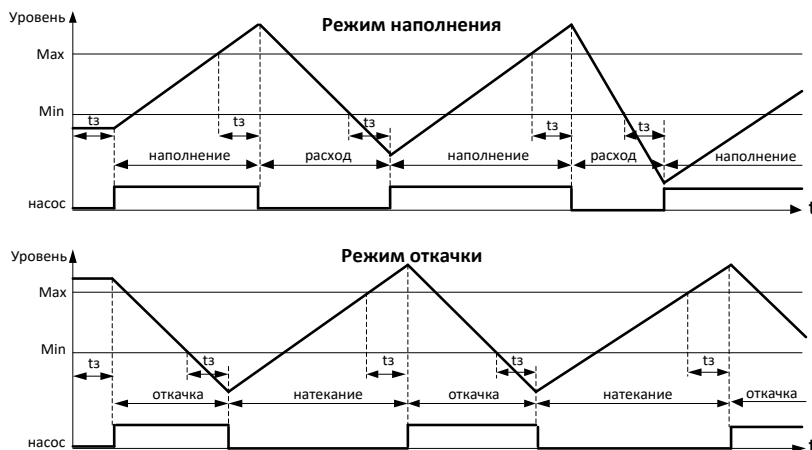 Режим наполнения
Уровень
Max
Min
tз tз tз tз tз
наполнение расход наполнение расход наполнение
насос
t
Режим откачки
Уровень
Max
Min
tз tз tз tз tз
откачка натекание откачка натекание откачка
насос
t